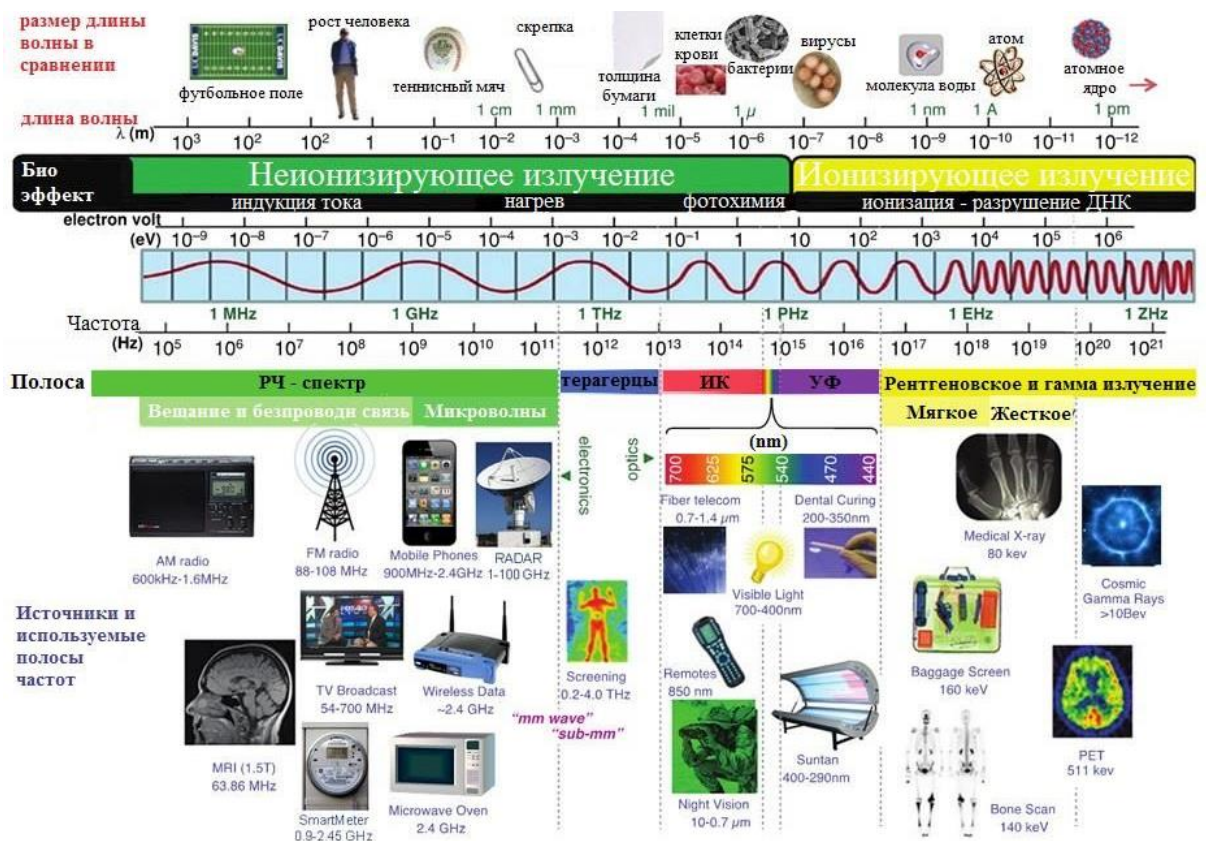 размер длины
волны в
сравнении
футбольное поле
рост человека
теннисный мяч
скрепка
толщина
бумаги
клетки
крови
бактерии
вирусы
молекула воды
атом
атомное
ядро
длина волны
1 cm 1 mm 1 mil 1 µ 1 nm 1 A 1 pm
λ (m) 10³ 10² 10² 1 10⁻¹ 10⁻² 10⁻³ 10⁻⁴ 10⁻⁵ 10⁻⁶ 10⁻⁷ 10⁻⁸ 10⁻⁹ 10⁻¹⁰ 10⁻¹¹ 10⁻¹²
Био
эффект
Неионизирующее излучение
Ионизирующее излучение
индукция тока нагрев фотохимия ионизация - разрушение ДНК
electron volt
(eV) 10⁻⁹ 10⁻⁸ 10⁻⁷ 10⁻⁶ 10⁻⁵ 10⁻⁴ 10⁻³ 10⁻² 10⁻¹ 1 10 10² 10³ 10⁴ 10⁵ 10⁶
1 MHz 1 GHz 1 THz 1 PHz 1 EHz 1 ZHz
Частота
(Hz) 10⁵ 10⁶ 10⁷ 10⁸ 10⁹ 10¹⁰ 10¹¹ 10¹² 10¹³ 10¹⁴ 10¹⁵ 10¹⁶ 10¹⁷ 10¹⁸ 10¹⁹ 10²⁰ 10²¹
Полоса
РЧ - спектр
терагерцы
ИК
УФ
Рентгеновское и гамма излучение
Вещание и безпроводн связь
Микроволны
Мягкое
Жесткое
(nm)
700 625 575 540 470 440
electronics
optics
AM radio
600kHz-1.6MHz
FM radio
88-108 MHz
Mobile Phones
900MHz-2.4GHz
RADAR
1-100 GHz
Fiber telecom
0.7-1.4 µm
Dental Curing
200-350nm
Visible Light
700-400nm
Medical X-ray
80 kev
Cosmic
Gamma Rays
>10Bev
Источники и
используемые
полосы
частот
TV Broadcast
54-700 MHz
Wireless Data
~2.4 GHz
Screening
0.2-4.0 THz
"mm wave"
"sub-mm"
Remotes
850 nm
Baggage Screen
160 keV
MRI (1.5T)
63.86 MHz
SmartMeter
0.9-2.45 GHz
Microwave Oven
2.4 GHz
Night Vision
10-0.7 µm
Suntan
400-290nm
Bone Scan
140 keV
PET
511 kev